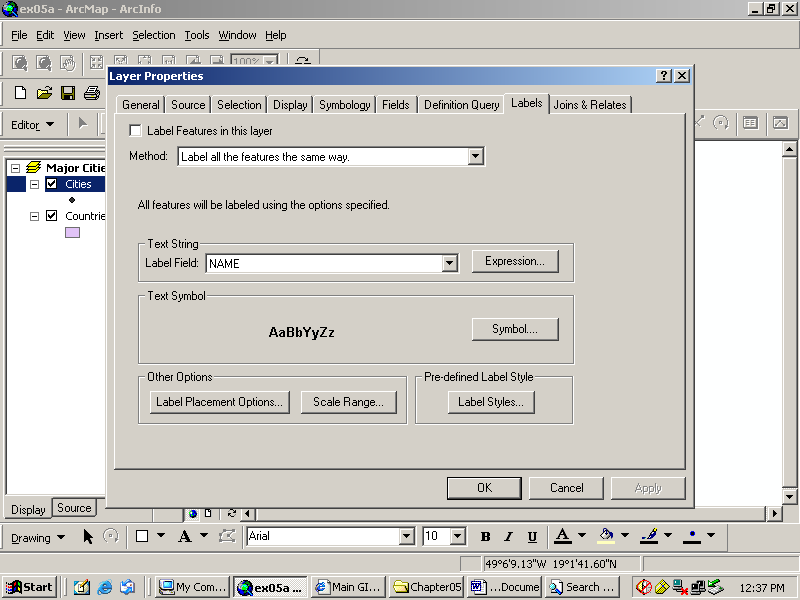 ex05a - ArcMap - ArcInfo
File Edit View Insert Selection Tools Window Help
100%
Layer Properties
General Source Selection Display Symbology Fields Definition Query Labels Joins & Relates
Editor
Label Features in this layer
Method: Label all the features the same way.
Major Citie
Cities
Countrie
All features will be labeled using the options specified.
Text String
Label Field: NAME Expression...
Text Symbol
AaBbYyZz Symbol....
Other Options Pre-defined Label Style
Label Placement Options... Scale Range... Label Styles...
OK Cancel Apply
Display Source
Drawing A Arial 10 B I U A
49°6'9.13"W 19°1'41.60"N
Start My Com... ex05a ... Main GI... Chapter05 ...Docume Search ... 12:37 PM